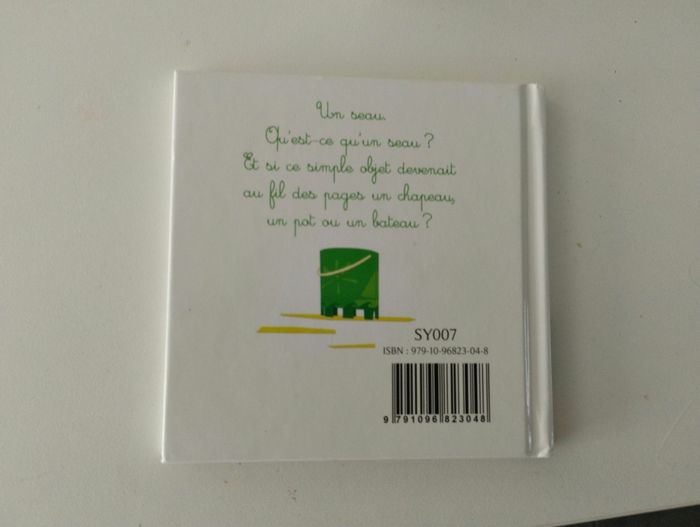 Un seau.
Qu'est-ce qu'un seau ?
Et si ce simple objet devenait
au fil des pages un chapeau,
un pot ou un bateau ?
SY007
ISBN : 979-10-96823-04-8
9 791096 823048